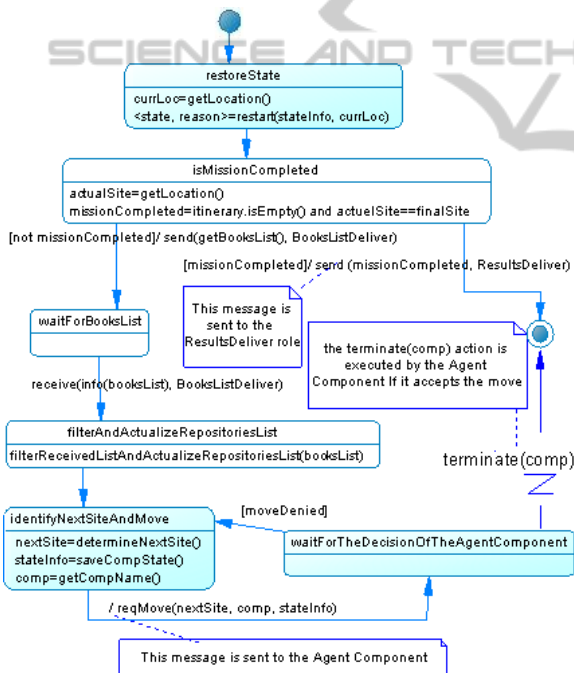 SCIENCE AND TECH
restoreState
currLoc=getLocation()
<state, reason>=restart(stateInfo, currLoc)
isMissionCompleted
actualSite=getLocation()
missionCompleted=itinerary.isEmpty() and actuelSite==finalSite
[not missionCompleted]/ send(getBooksList(), BooksListDeliver)
[missionCompleted]/ send (missionCompleted, ResultsDeliver)
This message is
sent to the
ResultsDeliver role
waitForBooksList
the terminate(comp) action is
executed by the Agent
Component If it accepts the move
receive(info(booksList), BooksListDeliver)
filterAndActualizeRepositoriesList
filterReceivedListAndActualizeRepositoriesList(booksList)
terminate(comp)
identifyNextSiteAndMove
nextSite=determineNextSite()
stateInfo=saveCompState()
comp=getCompName()
[moveDenied]
waitForTheDecisionOfTheAgentComponent
/ reqMove(nextSite, comp, stateInfo)
This message is sent to the Agent Component